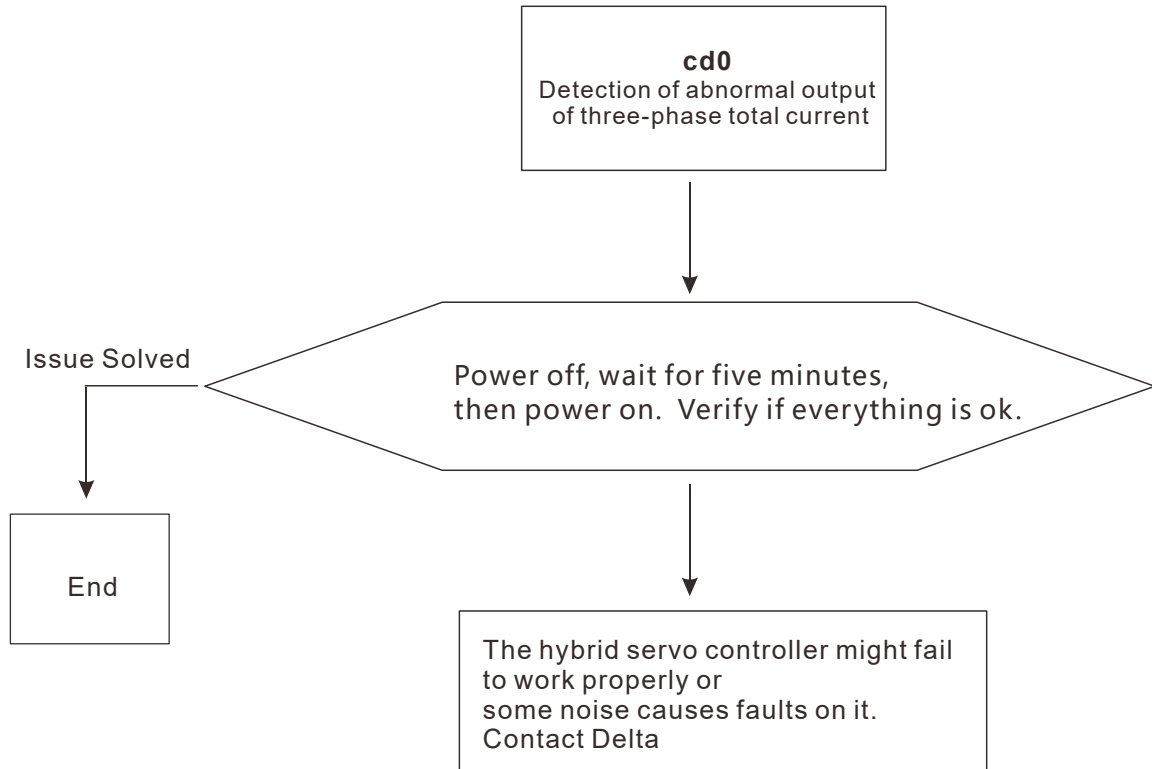 cd0
Detection of abnormal output
of three-phase total current
Issue Solved
Power off, wait for five minutes,
then power on. Verify if everything is ok.
End
The hybrid servo controller might fail
to work properly or
some noise causes faults on it.
Contact Delta